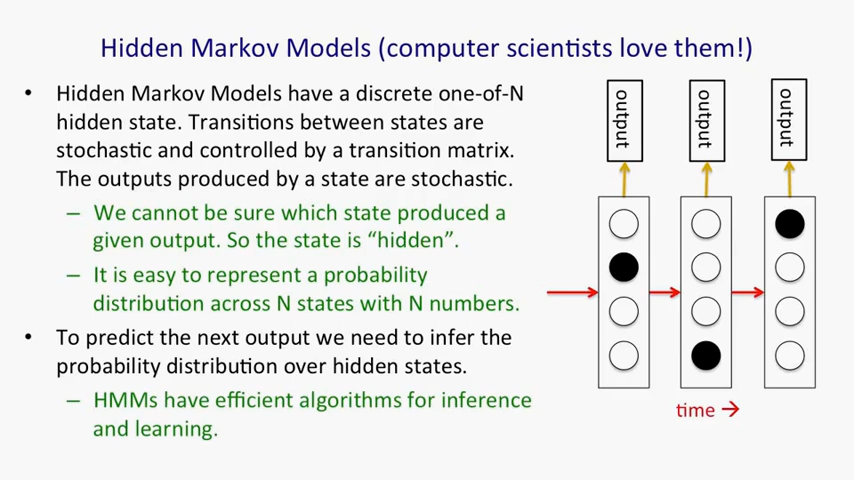 Hidden Markov Models (computer scientists love them!)
• Hidden Markov Models have a discrete one-of-N
hidden state. Transitions between states are
stochastic and controlled by a transition matrix.
The outputs produced by a state are stochastic.
– We cannot be sure which state produced a
given output. So the state is “hidden”.
– It is easy to represent a probability
distribution across N states with N numbers.
• To predict the next output we need to infer the
probability distribution over hidden states.
– HMMs have efficient algorithms for inference
and learning.
output
output
output
time →